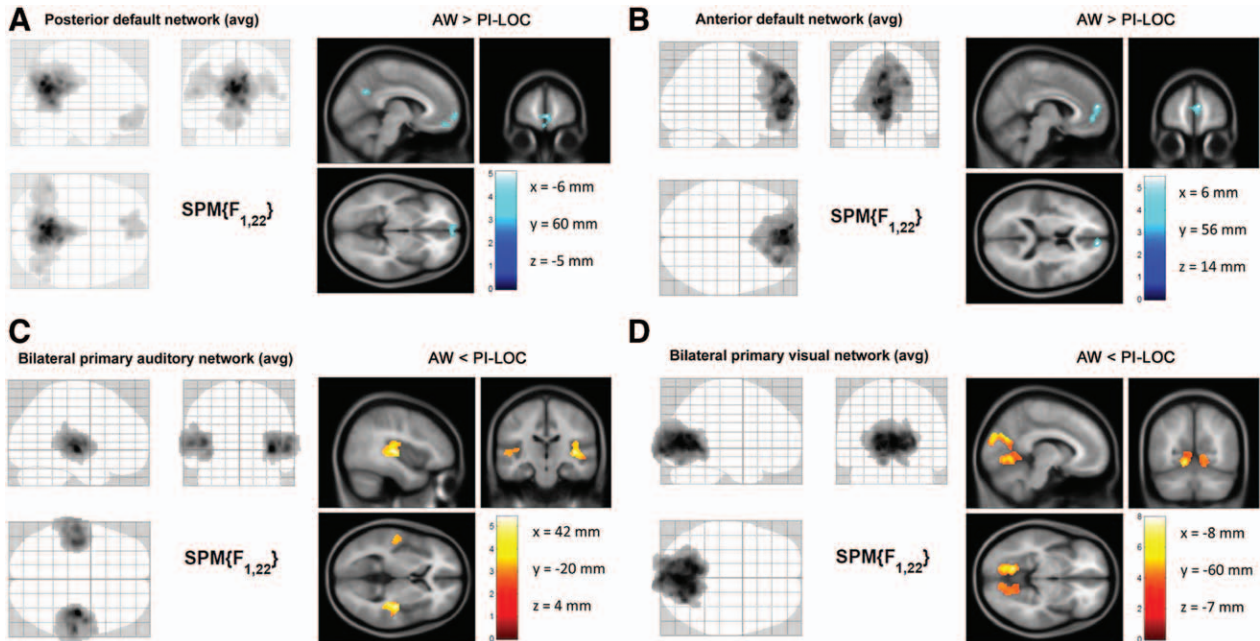 A
Posterior default network (avg)
AW > PI-LOC
SPM{F1,22}
5
4
3
2
1
0
x = -6 mm
y = 60 mm
z = -5 mm
B
Anterior default network (avg)
AW > PI-LOC
SPM{F1,22}
5
4
3
2
1
0
x = 6 mm
y = 56 mm
z = 14 mm
C
Bilateral primary auditory network (avg)
AW < PI-LOC
SPM{F1,22}
5
4
3
2
1
0
x = 42 mm
y = -20 mm
z = 4 mm
D
Bilateral primary visual network (avg)
AW < PI-LOC
SPM{F1,22}
8
6
4
2
0
x = -8 mm
y = -60 mm
z = -7 mm